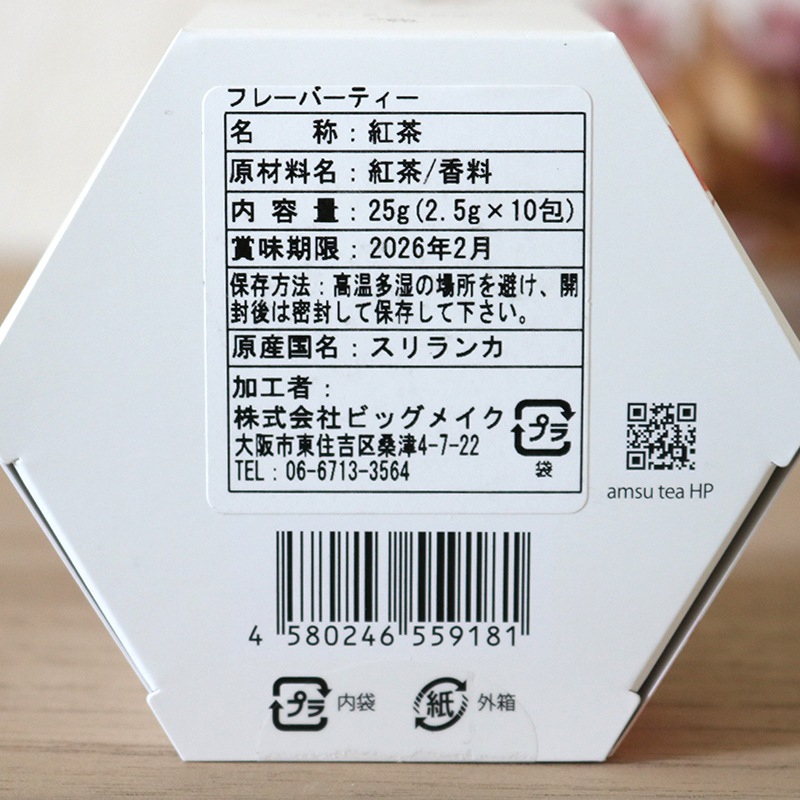 フレーバーティー
名　　称：紅茶
原材料名：紅茶/香料
内 容 量：25g(2.5g×10包)
賞味期限：2026年2月
保存方法：高温多湿の場所を避け、開
封後は密封して保存して下さい。
原産国名：スリランカ
加工者：
株式会社ビッグメイク
大阪市東住吉区桑津4-7-22
TEL：06-6713-3564
プラ
袋
amsu tea HP
4 580246 559181
プラ 内袋 紙 外箱